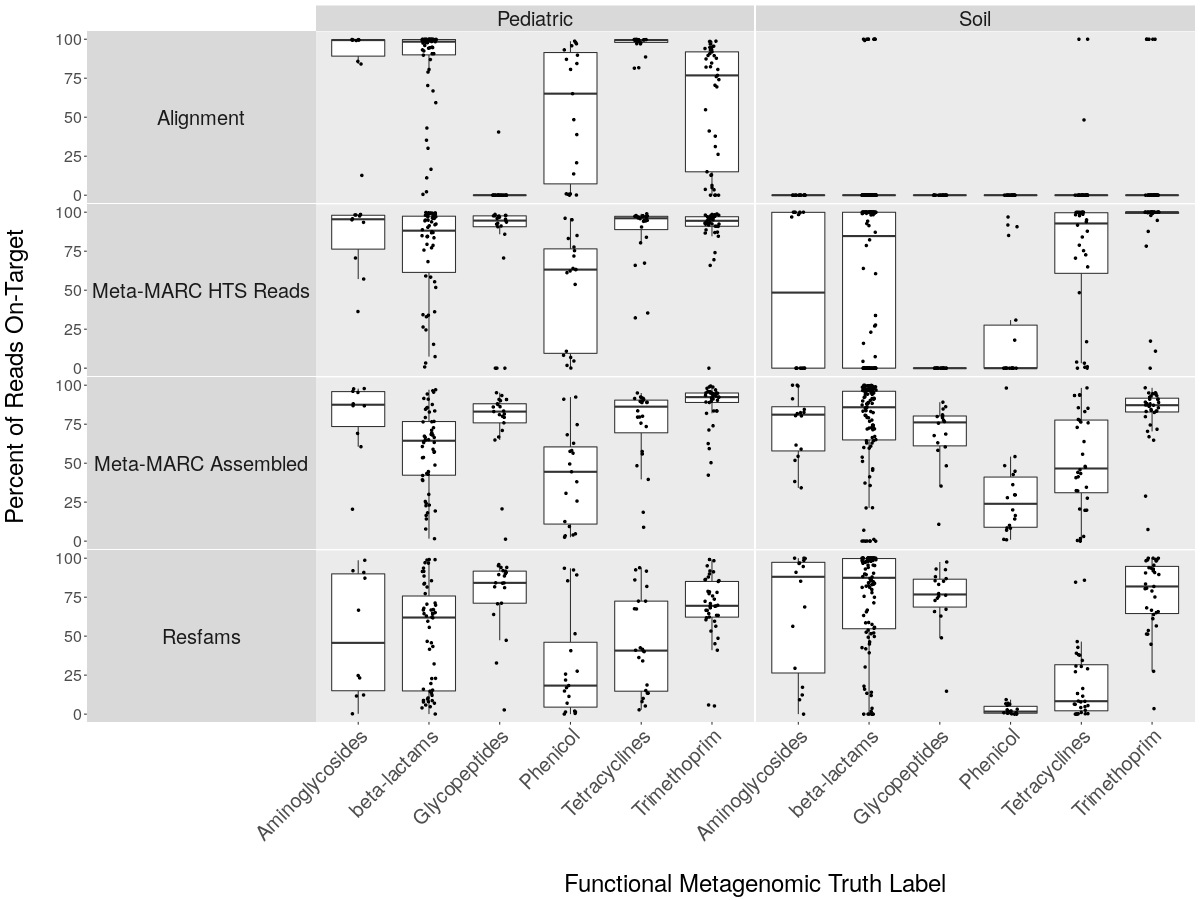 Pediatric Soil
Percent of Reads On-Target
Alignment
100
75
50
25
0
Meta-MARC HTS Reads
100
75
50
25
0
Meta-MARC Assembled
100
75
50
25
0
Resfams
100
75
50
25
0
Aminoglycosides
beta-lactams
Glycopeptides
Phenicol
Tetracyclines
Trimethoprim
Aminoglycosides
beta-lactams
Glycopeptides
Phenicol
Tetracyclines
Trimethoprim
Functional Metagenomic Truth Label